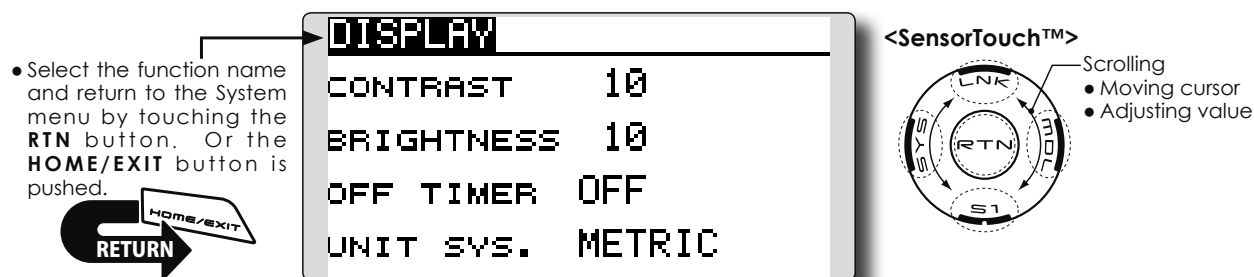 ● Select the function name
and return to the System
menu by touching the
RTN button. Or the
HOME/EXIT button is
pushed.
HOME/EXIT
RETURN
DISPLAY
CONTRAST 10
BRIGHTNESS 10
OFF TIMER OFF
UNIT SYS. METRIC
<SensorTouch™>
LNK
SYS
RTN
MDL
S1
Scrolling
● Moving cursor
● Adjusting value